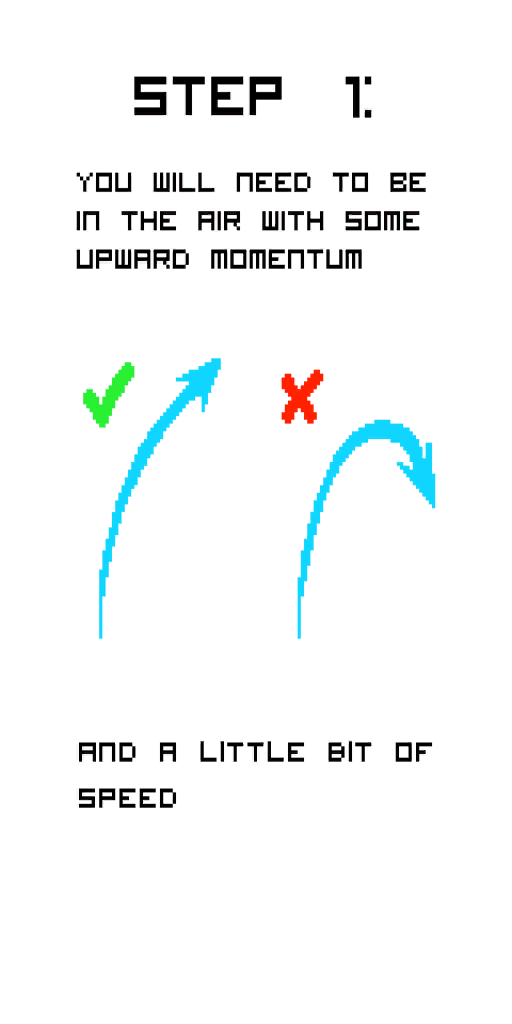 STEP 1:
YOU WILL NEED TO BE
IN THE AIR WITH SOME
UPWARD MOMENTUM
AND A LITTLE BIT OF
SPEED